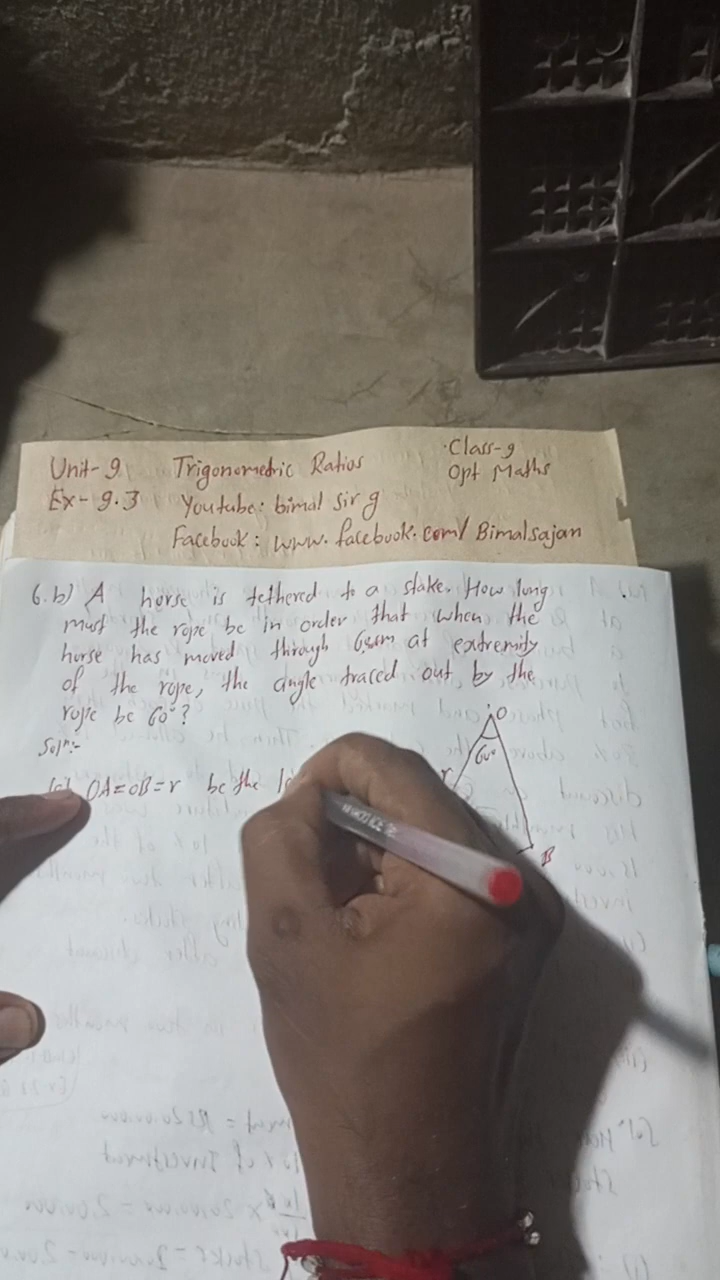 Unit-9 Trigonometric Ratios
Class-9
Opt Maths
Ex-9.3 Youtube: bimal sir g
Facebook: www.facebook.com/Bimalsajan
6.b) A horse is tethered to a stake. How long
must the rope be in order that when the
horse has moved through at extremity
of the rope, the angle traced out by the
rope be 60°?
Solⁿ:-
Let OA=OB=r be the
O
60°
r
B